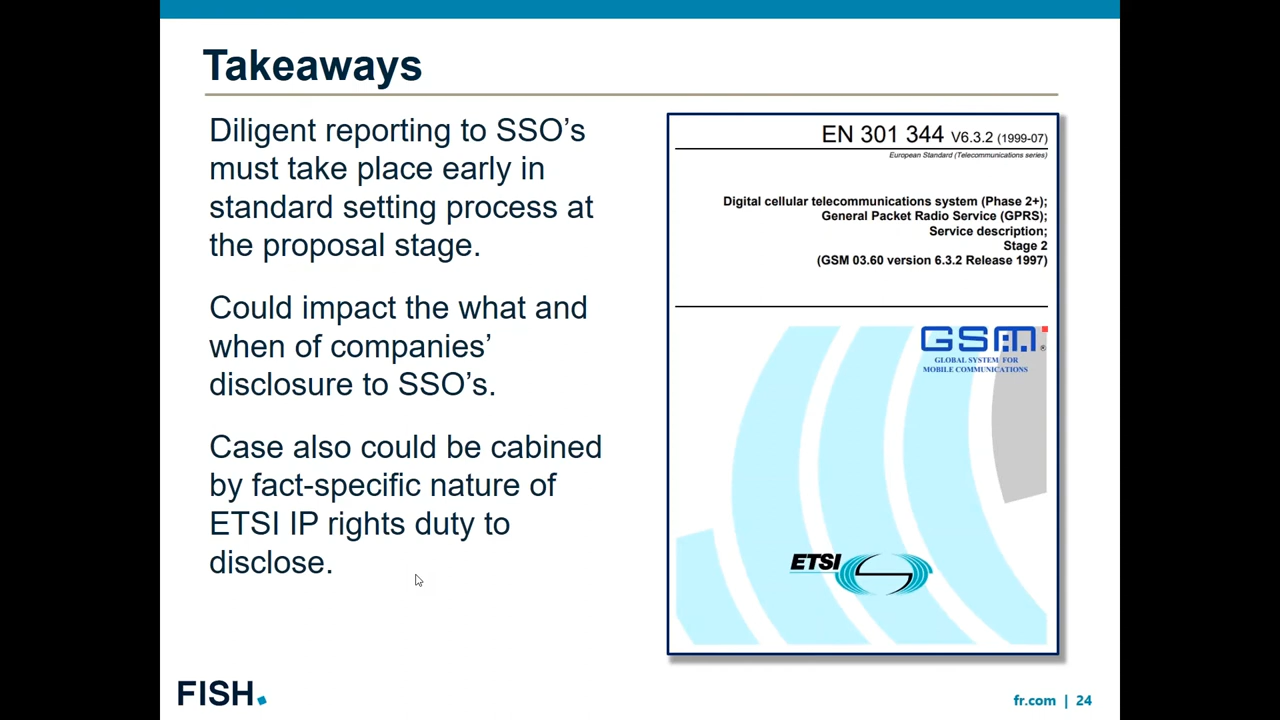 Takeaways
Diligent reporting to SSO’s
must take place early in
standard setting process at
the proposal stage.
Could impact the what and
when of companies’
disclosure to SSO’s.
Case also could be cabined
by fact-specific nature of
ETSI IP rights duty to
disclose.
EN 301 344 V6.3.2 (1999-07)
European Standard (Telecommunications series)
Digital cellular telecommunications system (Phase 2+);
General Packet Radio Service (GPRS);
Service description;
Stage 2
(GSM 03.60 version 6.3.2 Release 1997)
GSM ®
GLOBAL SYSTEM FOR
MOBILE COMMUNICATIONS
ETSI
FISH.
fr.com | 24